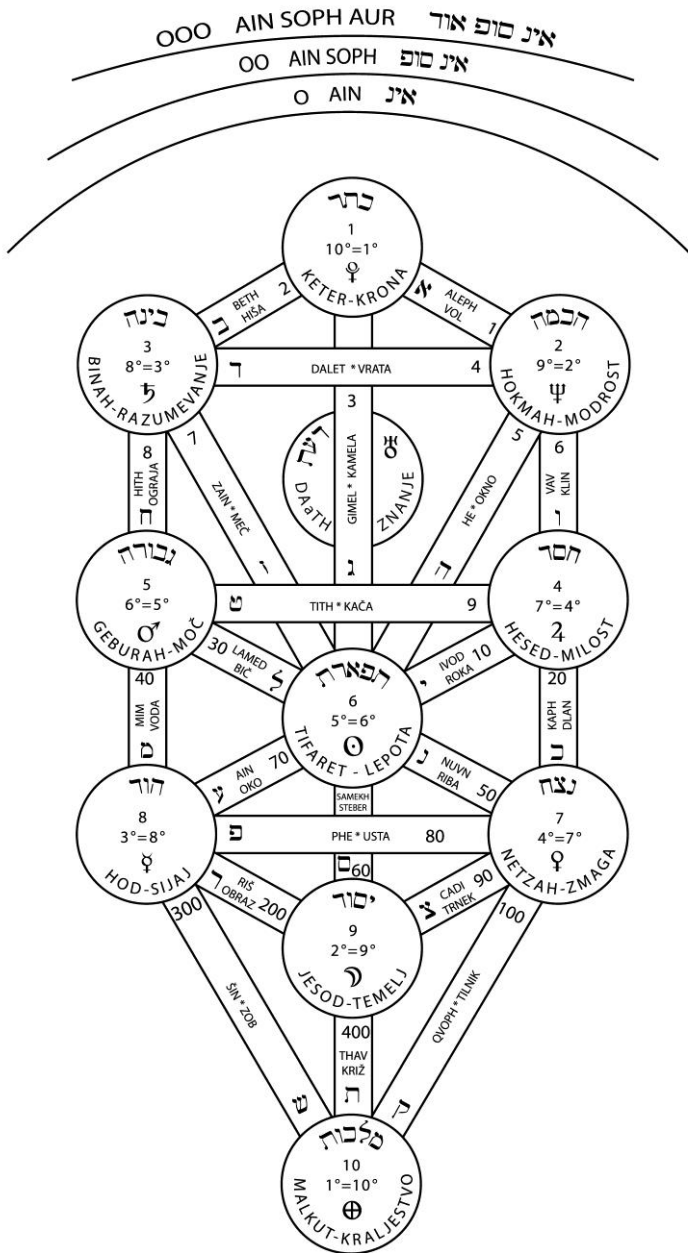 OOO AIN SOPH AUR אינ סופ אור
OO AIN SOPH אינ סופ
O AIN אינ
כתר
1
10°=1°
♇
KETER-KRONA
ב BETH HIŠA 2
א ALEPH VOL 1
בינה
3
8°=3°
♄
BINAH-RAZUMEVANJE
הכמה
2
9°=2°
♆
HOKMAH-MODROST
ד DALET * VRATA 4
3 GIMEL * KAMELA ג
דעת
DAaTH
♅
ZNANJE
8 HITH OGRAJA ח
7 ZAIN * MEČ ז
5 HE * OKNO ה
6 VAV KLIN ו
גבורה
5
6°=5°
♂
GEBURAH-MOČ
חסד
4
7°=4°
♃
HESED-MILOST
ט TITH * KAČA 9
30 LAMED BIČ ל
י IVOD ROKA 10
תפארת
6
5°=6°
☉
TIFARET - LEPOTA
40 MIM VODA מ
20 KAPH DLAN כ
ע AIN OKO 70
נ NUVN RIBA 50
SAMEKH STEBER ס 60
הוד
8
3°=8°
☿
HOD-SIJAJ
נצח
7
4°=7°
♀
NETZAH-ZMAGA
פ PHE * USTA 80
ר RIŠ OBRAZ 200
צ CADI TRNEK 90
יסוד
9
2°=9°
☽
JESOD-TEMELJ
300 ŠIN * ZOB ש
100 QVOPH * TILNIK ק
400 THAV KRIŽ ת
מלכות
10
1°=10°
⊕
MALKUT-KRALJESTVO